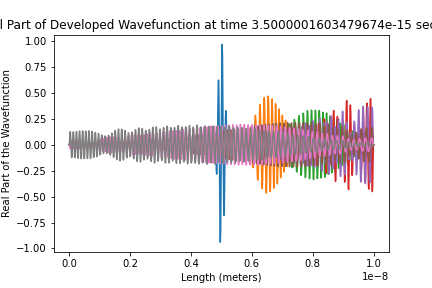 l Part of Developed Wavefunction at time 3.5000001603479674e-15 sec
1.00
0.75
0.50
0.25
0.00
−0.25
−0.50
−0.75
−1.00
Real Part of the Wavefunction
0.0 0.2 0.4 0.6 0.8 1.0
1e−8
Length (meters)